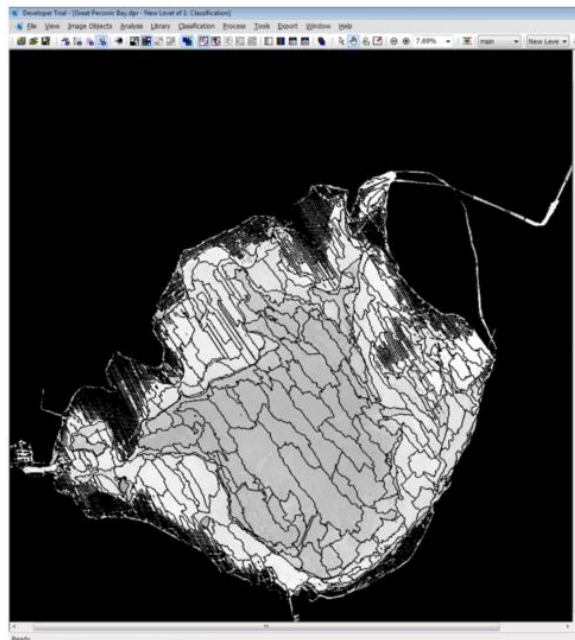 Developer Trial - [Great Peconic Bay.dpr - New Level of 1: Classification]
File View Image Objects Analysis Library Classification Process Tools Export Window Help
7.69% main New Leve
Ready